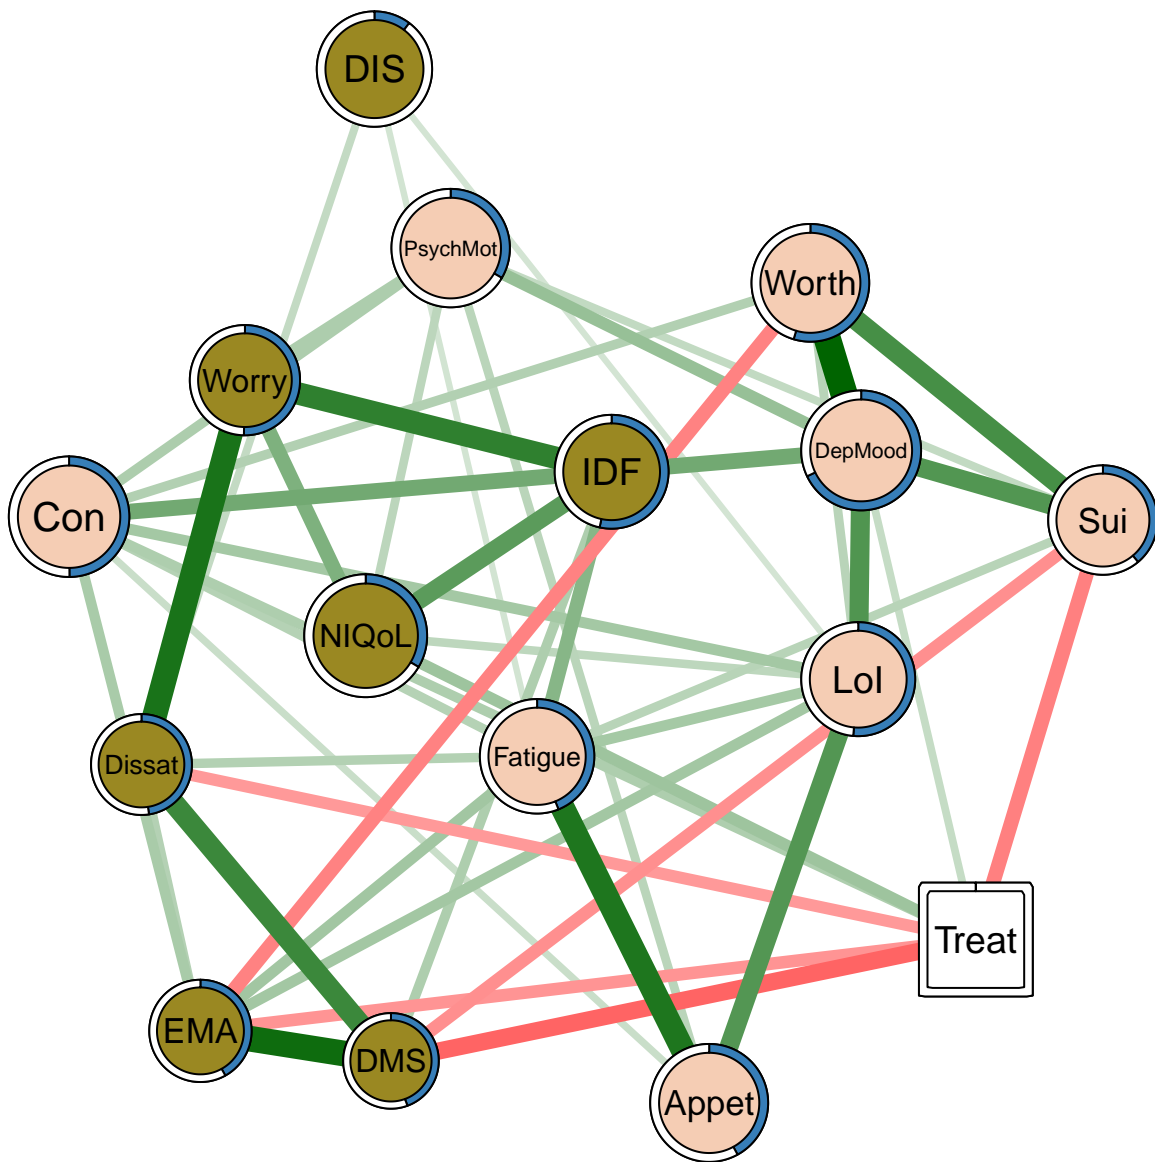 DIS
PsychMot
Worth
Worry
DepMood
IDF
Con
Sui
NIQoL
LoI
Dissat
Fatigue
Treat
EMA
DMS
Appet